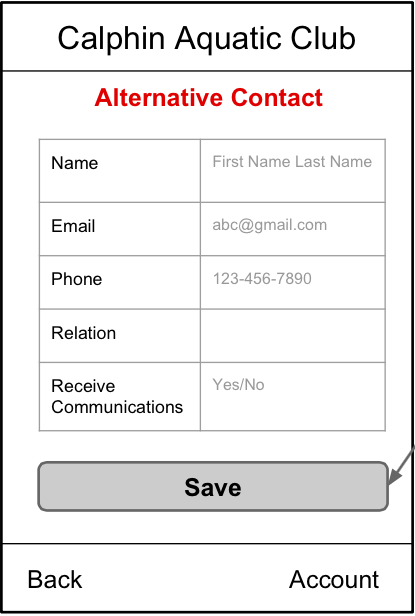 Calphin Aquatic Club
Alternative Contact
Name
First Name Last Name
Email
abc@gmail.com
Phone
123-456-7890
Relation
Receive
Communications
Yes/No
Save
Back
Account